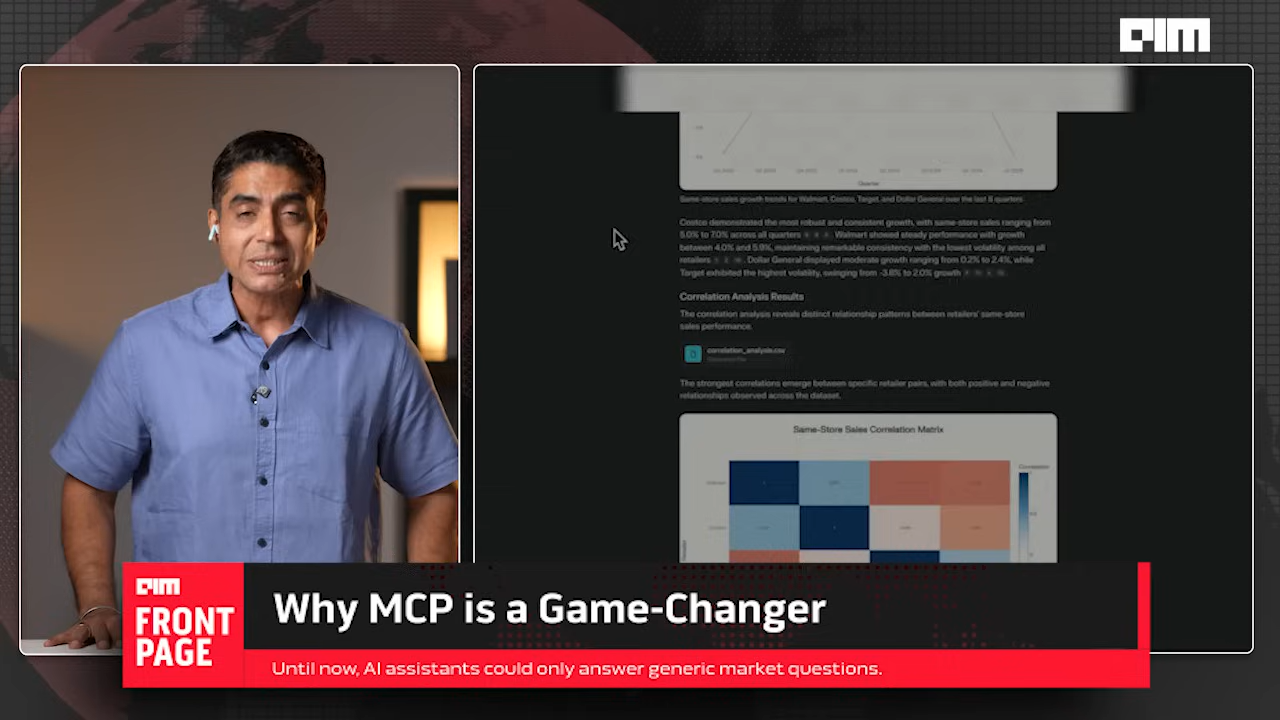 AIM
Quarter
Same-store sales growth trends for Walmart, Costco, Target, and Dollar General over the last 8 quarters
Costco demonstrated the most robust and consistent growth, with same-store sales ranging from
5.0% to 7.0% across all quarters
Walmart showed steady performance with growth
between 4.0% and 5.9%, maintaining remarkable consistency with the lowest volatility among all
retailers
Dollar General displayed moderate growth ranging from 0.2% to 2.4%, while
Target exhibited the highest volatility, swinging from -3.8% to 2.0% growth
Correlation Analysis Results
The correlation analysis reveals distinct relationship patterns between retailers' same-store
sales performance.
correlation_analysis.csv
The strongest correlations emerge between specific retailer pairs, with both positive and negative
relationships observed across the dataset.
Same-Store Sales Correlation Matrix
Correlation
AIM
FRONT
PAGE
Why MCP is a Game-Changer
Until now, AI assistants could only answer generic market questions.